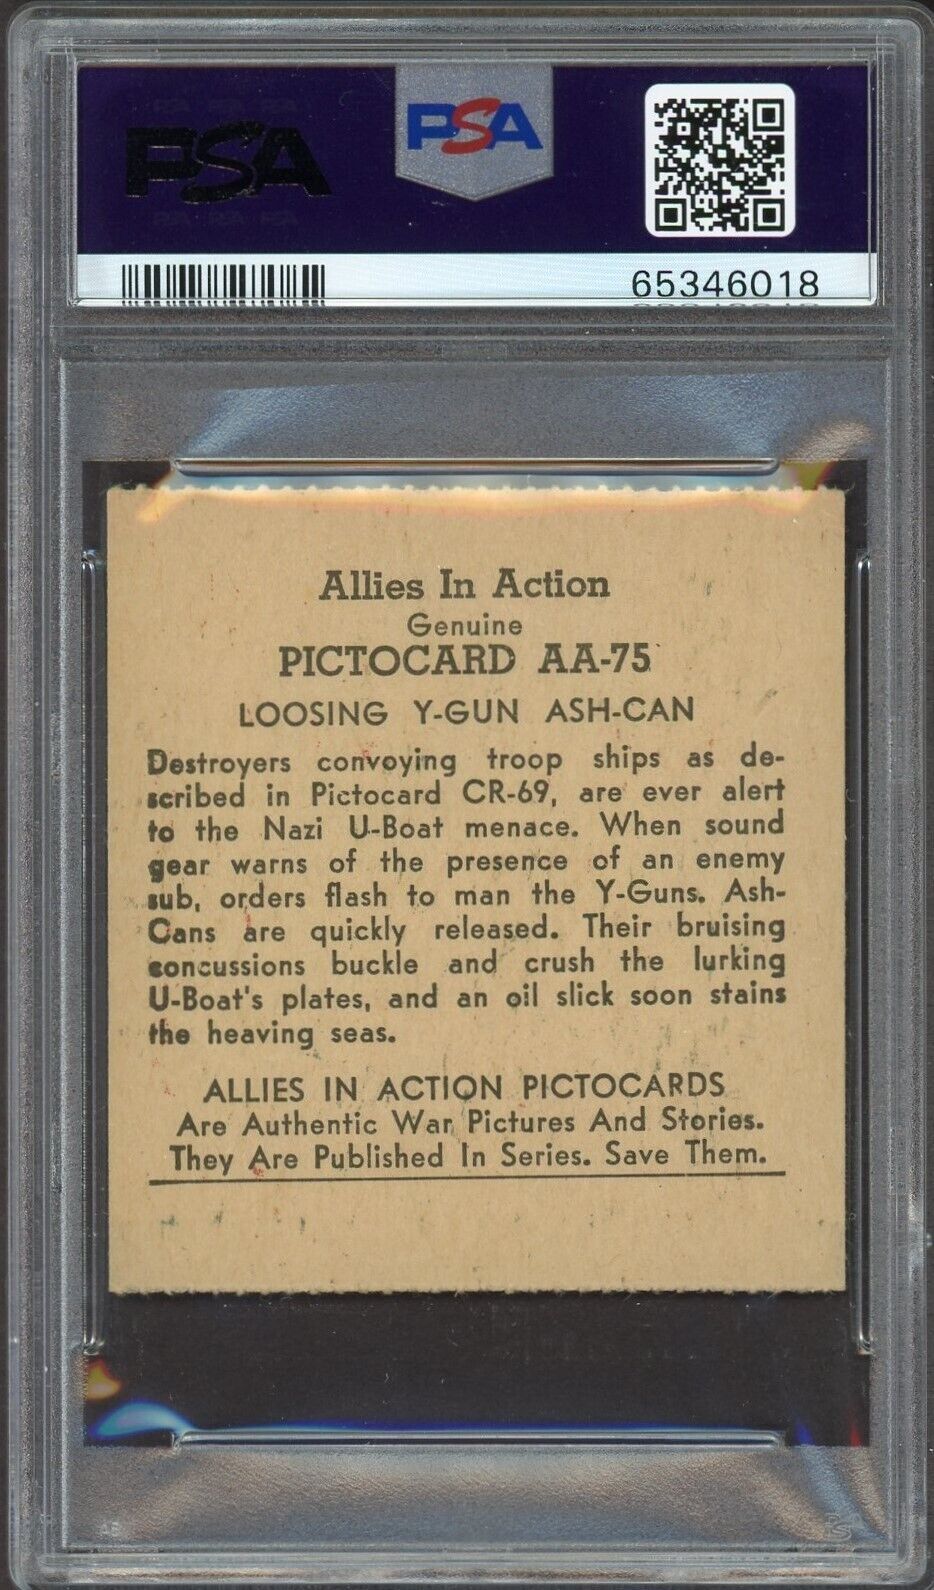 PSA
PSA
65346018
Allies In Action
Genuine
PICTOCARD AA-75
LOOSING Y-GUN ASH-CAN
Destroyers convoying troop ships as de-
scribed in Pictocard CR-69, are ever alert
to the Nazi U-Boat menace. When sound
gear warns of the presence of an enemy
sub, orders flash to man the Y-Guns. Ash-
Cans are quickly released. Their bruising
concussions buckle and crush the lurking
U-Boat's plates, and an oil slick soon stains
the heaving seas.
ALLIES IN ACTION PICTOCARDS
Are Authentic War Pictures And Stories.
They Are Published In Series. Save Them.